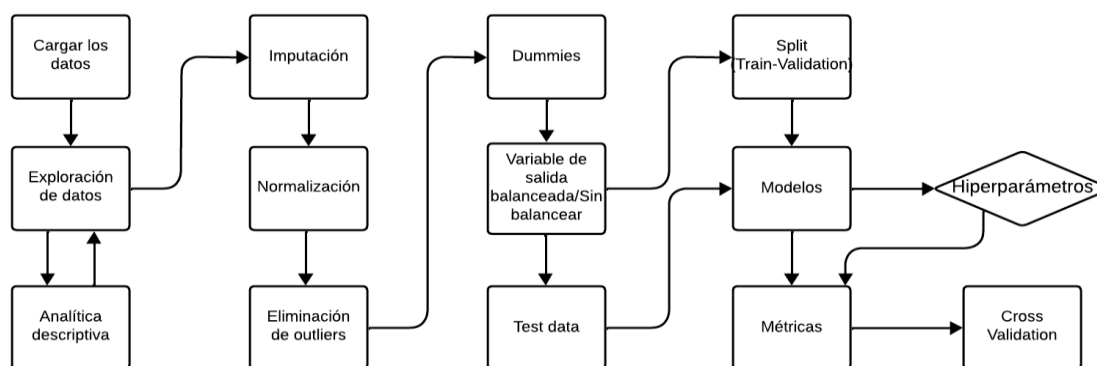 Cargar los
datos
Exploración
de datos
Analítica
descriptiva
Imputación
Normalización
Eliminación
de outliers
Dummies
Variable de
salida
balanceada/Sin
balancear
Test data
Split
(Train-Validation)
Modelos
Métricas
Hiperparámetros
Cross
Validation